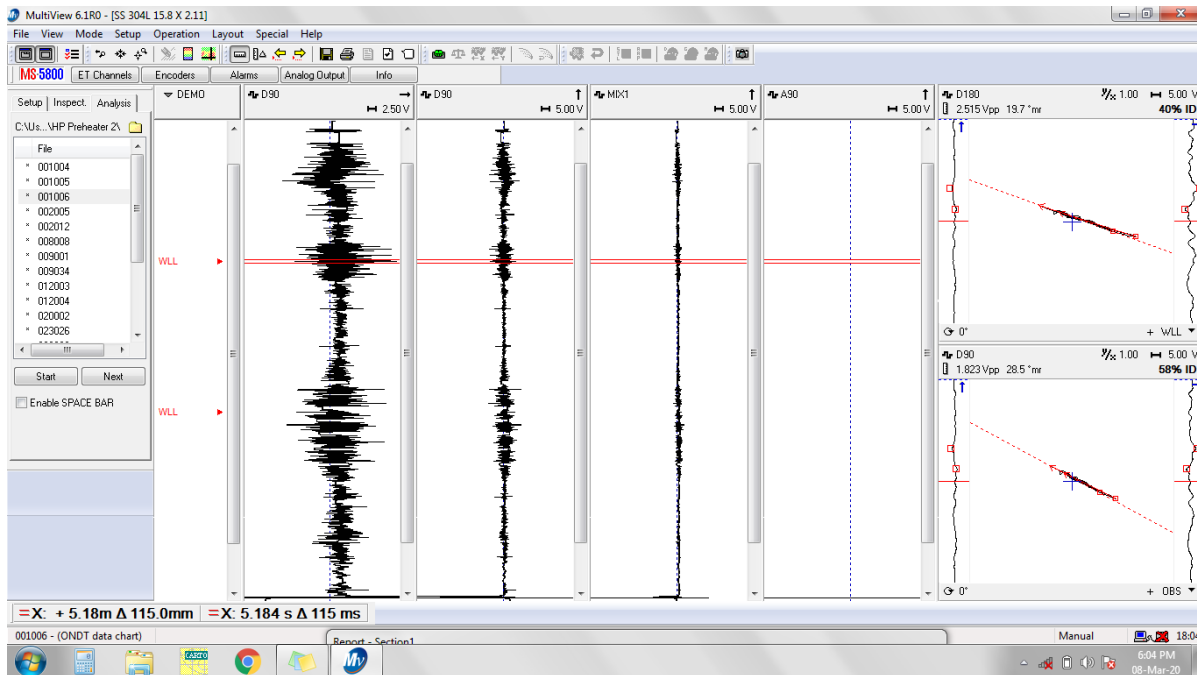 MultiView 6.1R0 - [SS 304L 15.8 X 2.11]
File View Mode Setup Operation Layout Special Help
MS-5800 ET Channels Encoders Alarms Analog Output Info
Setup Inspect. Analysis
C:\Us...\HP Preheater 2\
File
* 001004
* 001005
* 001006
* 002005
* 002012
* 008008
* 009001
* 009034
* 012003
* 012004
* 020002
* 023026
Start Next
Enable SPACE BAR
DEMO
WLL
WLL
D90
2.50 V
D90
5.00 V
MIX1
5.00 V
A90
5.00 V
D180 y/x 1.00 5.00 V
2.515 Vpp 19.7 °mr 40% ID
0° + WLL
D90 y/x 1.00 5.00 V
1.823 Vpp 28.5 °mr 58% ID
0° + OBS
=X: + 5.18m Δ 115.0mm =X: 5.184 s Δ 115 ms
001006 - (ONDT data chart) Report - Section1 Manual 18:04
CARTO
Mv
6:04 PM
08-Mar-20